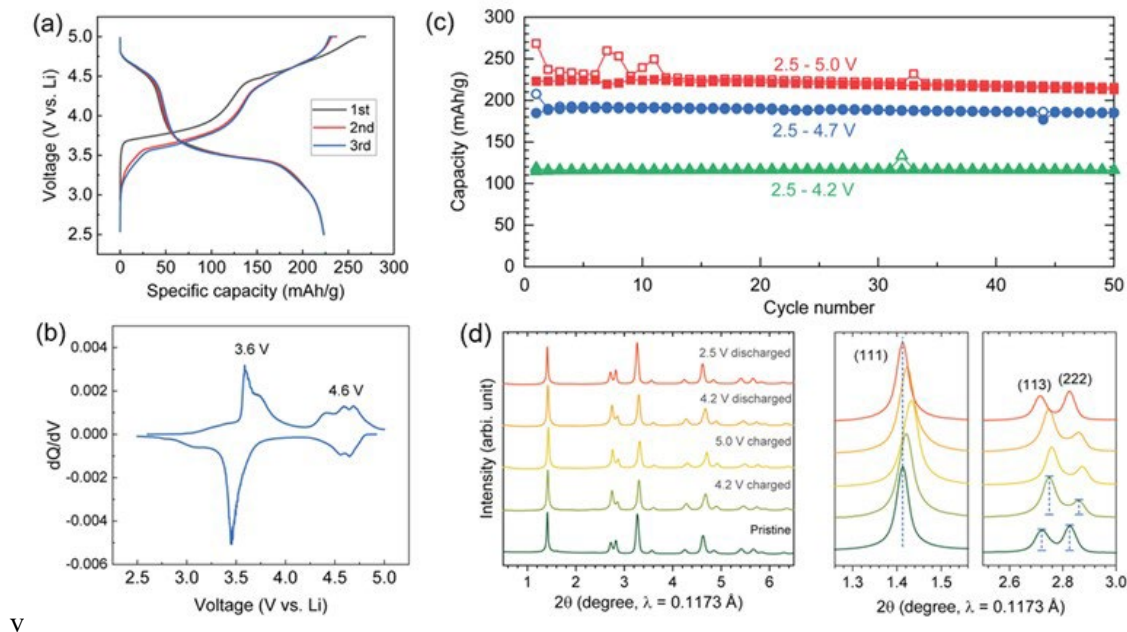 (a)
5.0
4.5
4.0
3.5
3.0
2.5
Voltage (V vs. Li)
1st
2nd
3rd
0 50 100 150 200 250 300
Specific capacity (mAh/g)
(b)
0.004
0.002
0.000
-0.002
-0.004
-0.006
dQ/dV
3.6 V
4.6 V
2.5 3.0 3.5 4.0 4.5 5.0
Voltage (V vs. Li)
(c)
300
250
200
150
100
50
0
Capacity (mAh/g)
2.5 - 5.0 V
2.5 - 4.7 V
2.5 - 4.2 V
0 10 20 30 40 50
Cycle number
(d)
Intensity (arbi. unit)
2.5 V discharged
4.2 V discharged
5.0 V charged
4.2 V charged
Pristine
1 2 3 4 5 6
2θ (degree, λ = 0.1173 Å)
(111)
(113) (222)
1.3 1.4 1.5 2.6 2.8 3.0
2θ (degree, λ = 0.1173 Å)
V